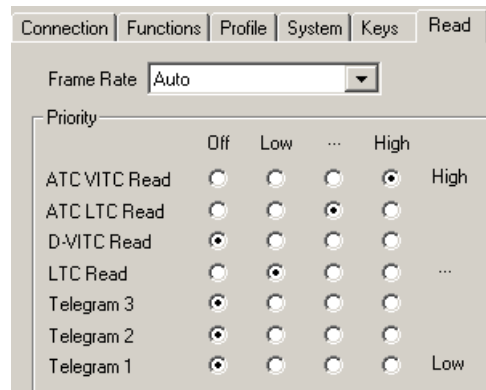 Connection Functions Profile System Keys Read
Frame Rate Auto
Priority
Off Low ... High
ATC VITC Read High
ATC LTC Read
D-VITC Read
LTC Read ...
Telegram 3
Telegram 2
Telegram 1 Low